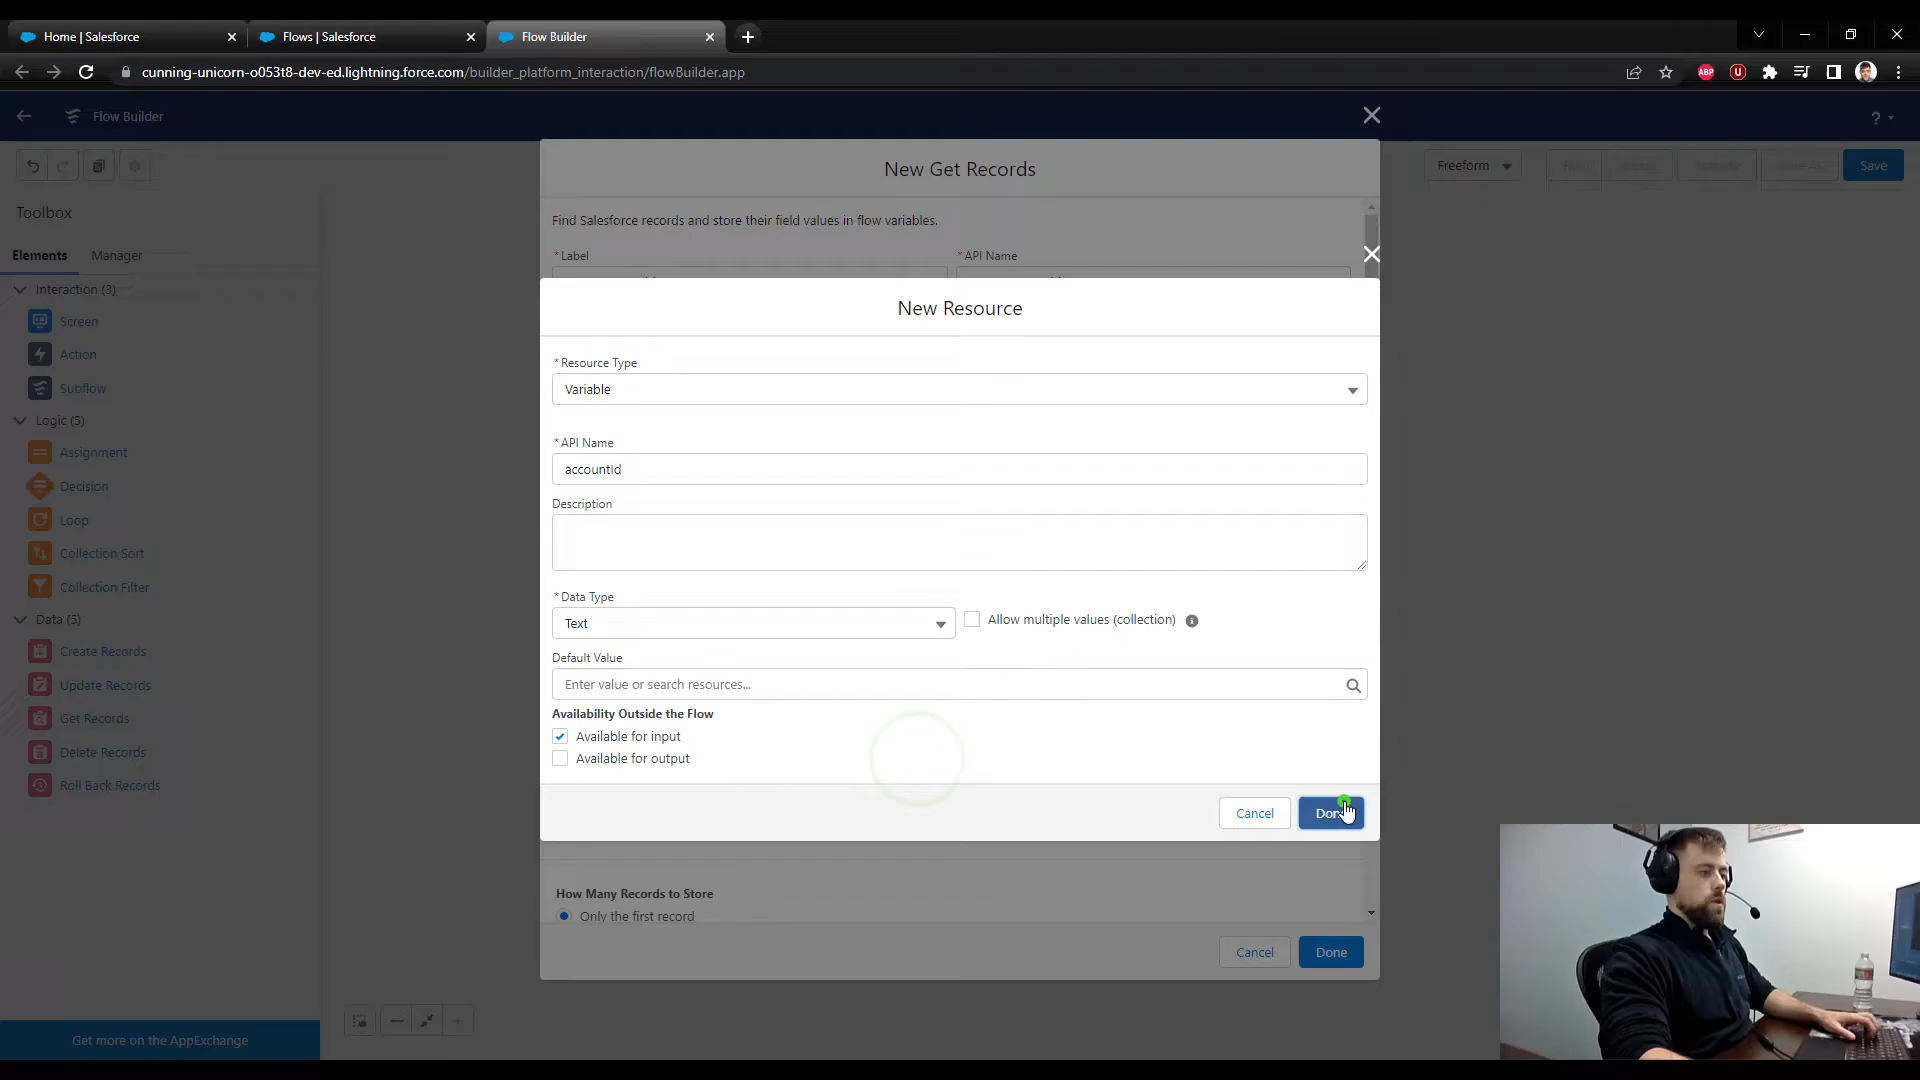 Home | Salesforce
Flows | Salesforce
Flow Builder
cunning-unicorn-o053t8-dev-ed.lightning.force.com/builder_platform_interaction/flowBuilder.app
ABP
Flow Builder
?
Freeform
Save
Toolbox
Elements
Manager
Interaction (3)
Screen
Action
Subflow
Logic (5)
Assignment
Decision
Loop
Collection Sort
Collection Filter
Data (5)
Create Records
Update Records
Get Records
Delete Records
Roll Back Records
Get more on the AppExchange
New Get Records
Find Salesforce records and store their field values in flow variables.
* Label
* API Name
New Resource
* Resource Type
Variable
* API Name
accountId
Description
* Data Type
Text
Allow multiple values (collection)
Default Value
Enter value or search resources...
Availability Outside the Flow
Available for input
Available for output
Cancel
Done
How Many Records to Store
Only the first record
Cancel
Done